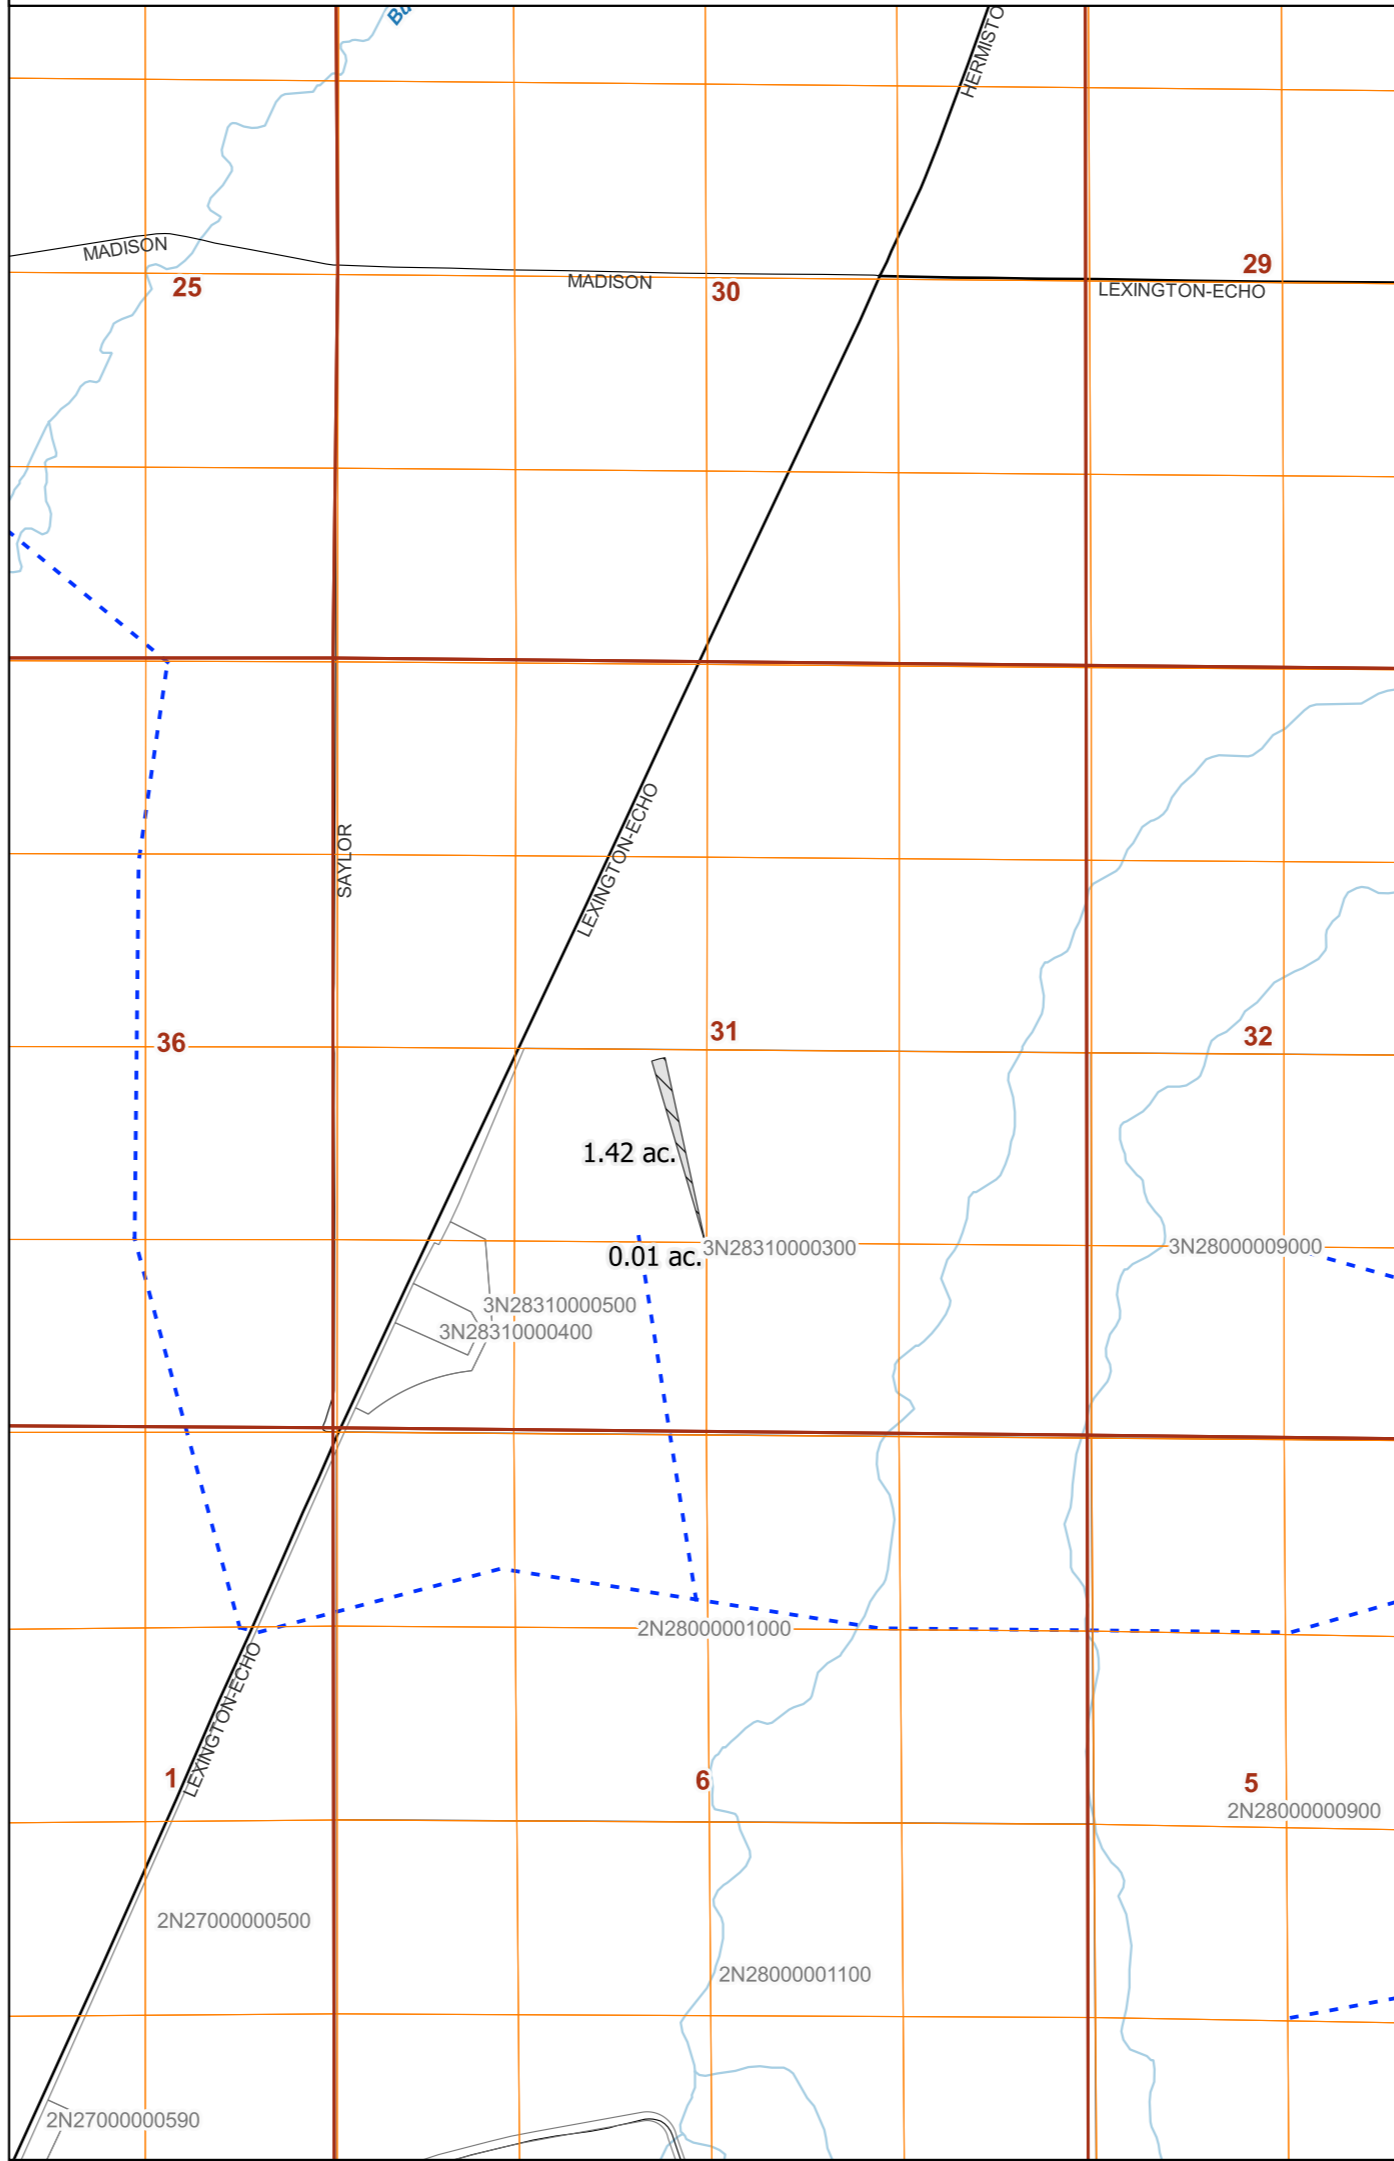 Bu
HERMISTO
MADISON
25
MADISON
30
29
LEXINGTON-ECHO
LEXINGTON-ECHO
SAYLOR
36
31
32
1.42 ac.
0.01 ac.
3N28310000300
3N28000009000
3N28310000500
3N28310000400
2N28000001000
LEXINGTON-ECHO
1
6
5
2N28000000900
2N27000000500
2N28000001100
2N27000000590